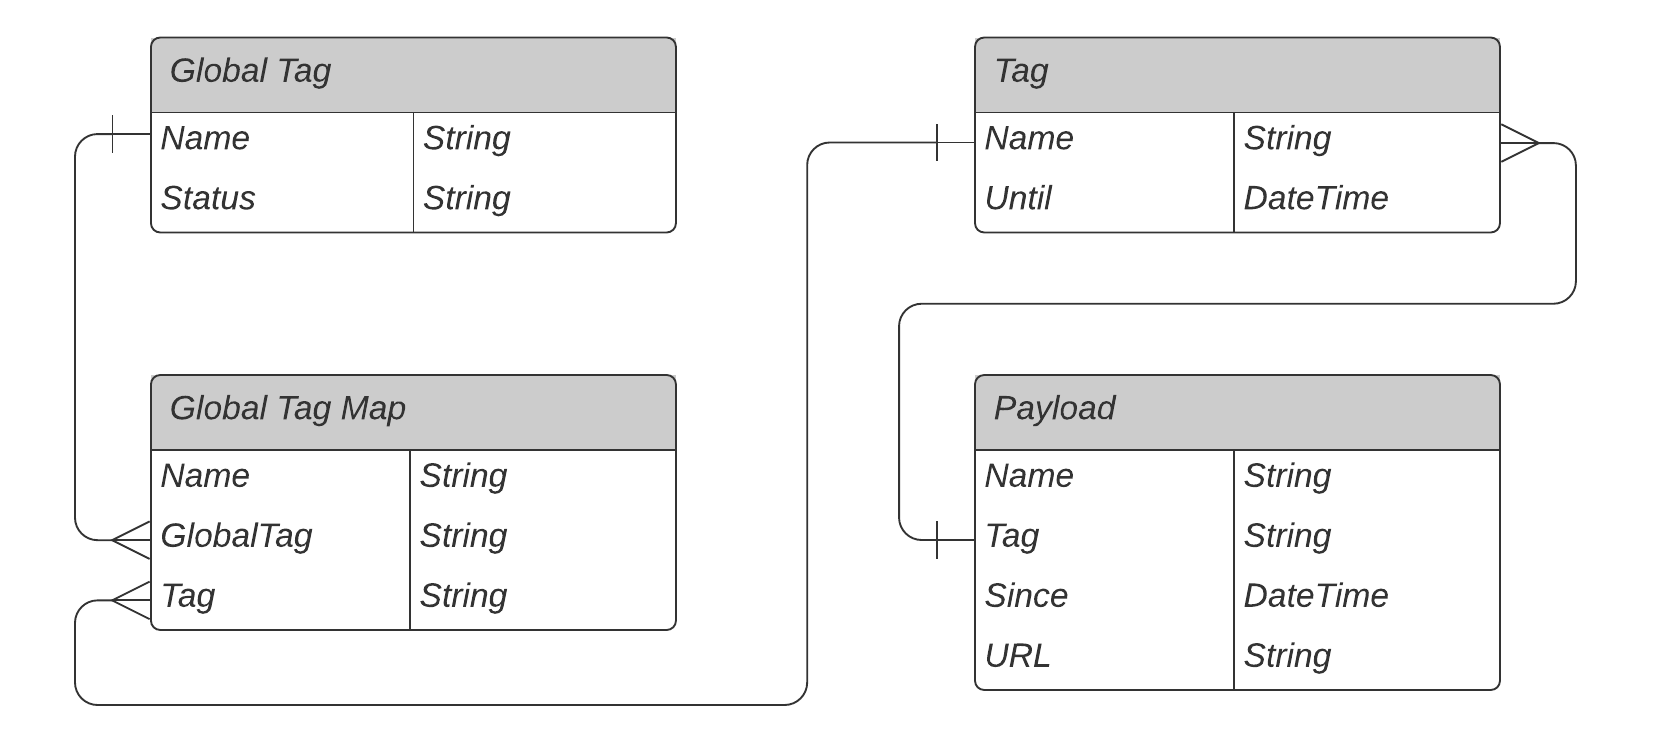 Global Tag
Name String
Status String
Tag
Name String
Until DateTime
Global Tag Map
Name String
GlobalTag String
Tag String
Payload
Name String
Tag String
Since DateTime
URL String